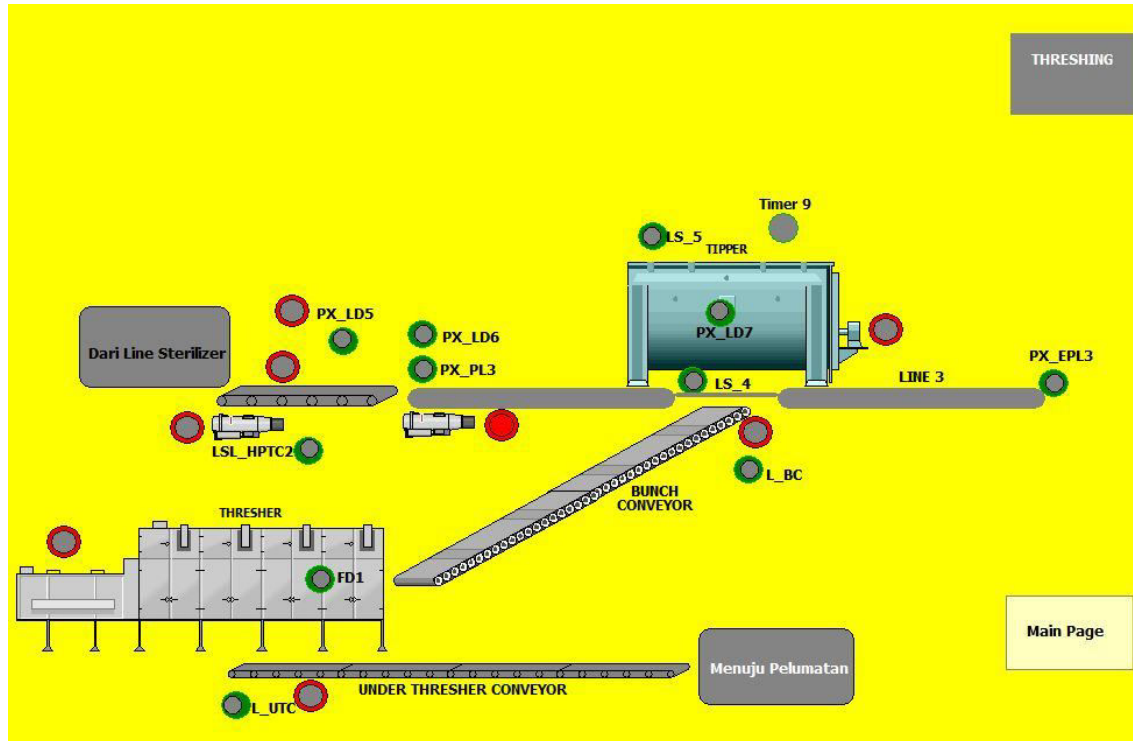 THRESHING
Timer 9
LS_5
TIPPER
PX_LD5
PX_LD6
PX_LD7
Dari Line Sterilizer
PX_PL3
PX_EPL3
LS_4
LINE 3
LSL_HPTC2
L_BC
BUNCH
CONVEYOR
THRESHER
FD1
Main Page
Menuju Pelumatan
UNDER THRESHER CONVEYOR
L_UTC